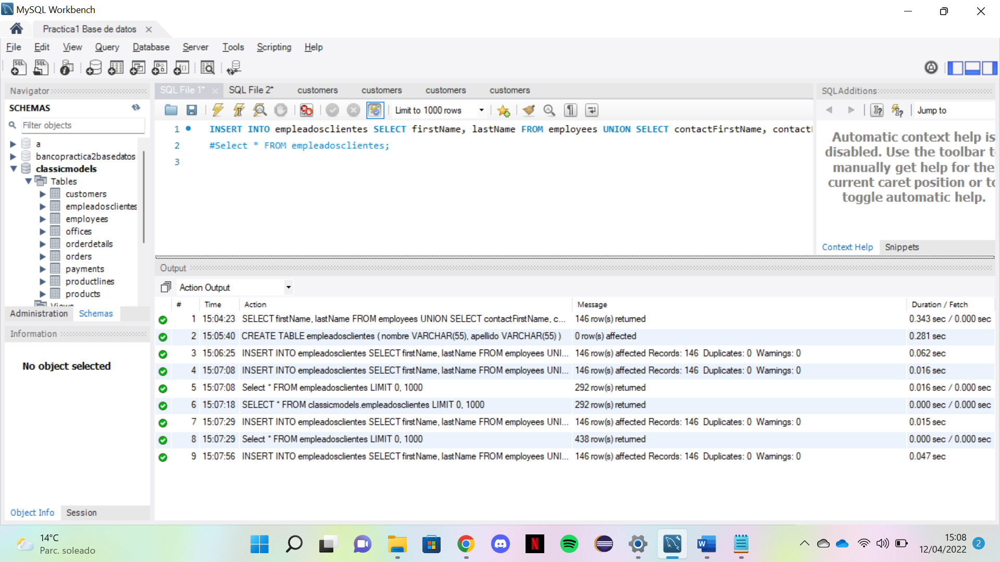 MySQL Workbench
Practica1 Base de datos
File Edit View Query Database Server Tools Scripting Help
Navigator
SCHEMAS
Filter objects
a
bancopractica2basedatos
classicmodels
Tables
customers
empleadosclientes
employees
offices
orderdetails
orders
payments
productlines
products
Views
Administration Schemas
Information
No object selected
Object Info Session
SQL File 1* SQL File 2* customers customers customers customers
Limit to 1000 rows
1 INSERT INTO empleadosclientes SELECT firstName, lastName FROM employees UNION SELECT contactFirstName, contactl
2 #Select * FROM empleadosclientes;
3
SQLAdditions
Jump to
Automatic context help is
disabled. Use the toolbar t
manually get help for the
current caret position or to
toggle automatic help.
Context Help Snippets
Output
Action Output
# Time Action Message Duration / Fetch
1 15:04:23 SELECT firstName, lastName FROM employees UNION SELECT contactFirstName, c... 146 row(s) returned 0.343 sec / 0.000 sec
2 15:05:40 CREATE TABLE empleadosclientes ( nombre VARCHAR(55), apellido VARCHAR(55) ) 0 row(s) affected 0.281 sec
3 15:06:25 INSERT INTO empleadosclientes SELECT firstName, lastName FROM employees UNI... 146 row(s) affected Records: 146 Duplicates: 0 Warnings: 0 0.062 sec
4 15:07:08 INSERT INTO empleadosclientes SELECT firstName, lastName FROM employees UNI... 146 row(s) affected Records: 146 Duplicates: 0 Warnings: 0 0.016 sec
5 15:07:08 Select * FROM empleadosclientes LIMIT 0, 1000 292 row(s) returned 0.016 sec / 0.000 sec
6 15:07:18 SELECT * FROM classicmodels.empleadosclientes LIMIT 0, 1000 292 row(s) returned 0.000 sec / 0.000 sec
7 15:07:29 INSERT INTO empleadosclientes SELECT firstName, lastName FROM employees UNI... 146 row(s) affected Records: 146 Duplicates: 0 Warnings: 0 0.015 sec
8 15:07:29 Select * FROM empleadosclientes LIMIT 0, 1000 438 row(s) returned 0.000 sec / 0.000 sec
9 15:07:56 INSERT INTO empleadosclientes SELECT firstName, lastName FROM employees UNI... 146 row(s) affected Records: 146 Duplicates: 0 Warnings: 0 0.047 sec
14°C
Parc. soleado
15:08
12/04/2022
2